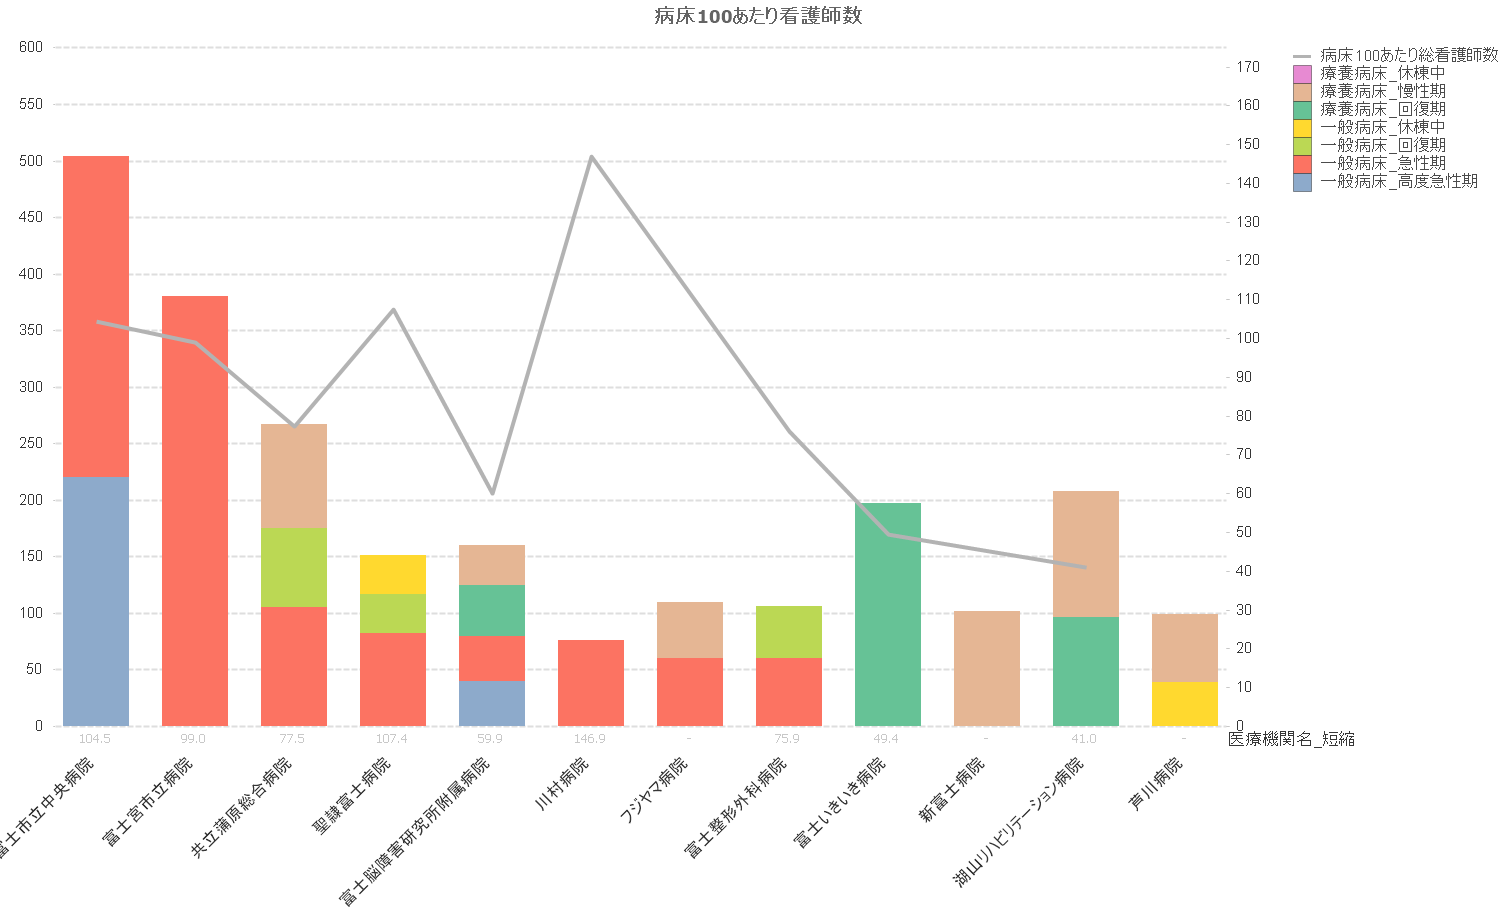 病床100あたり看護師数
600
550
500
450
400
350
300
250
200
150
100
50
0
170
160
150
140
130
120
110
100
90
80
70
60
50
40
30
20
10
0
病床100あたり総看護師数
療養病床_休棟中
療養病床_慢性期
療養病床_回復期
一般病床_休棟中
一般病床_回復期
一般病床_急性期
一般病床_高度急性期
104.5 99.0 77.5 107.4 59.9 146.9 - 75.9 49.4 - 41.0 -
医療機関名_短縮
富士市立中央病院
富士宮市立病院
共立蒲原総合病院
聖隷富士病院
富士脳障害研究所附属病院
川村病院
フジヤマ病院
富士整形外科病院
富士いきいき病院
新富士病院
湖山リハビリテーション病院
芦川病院